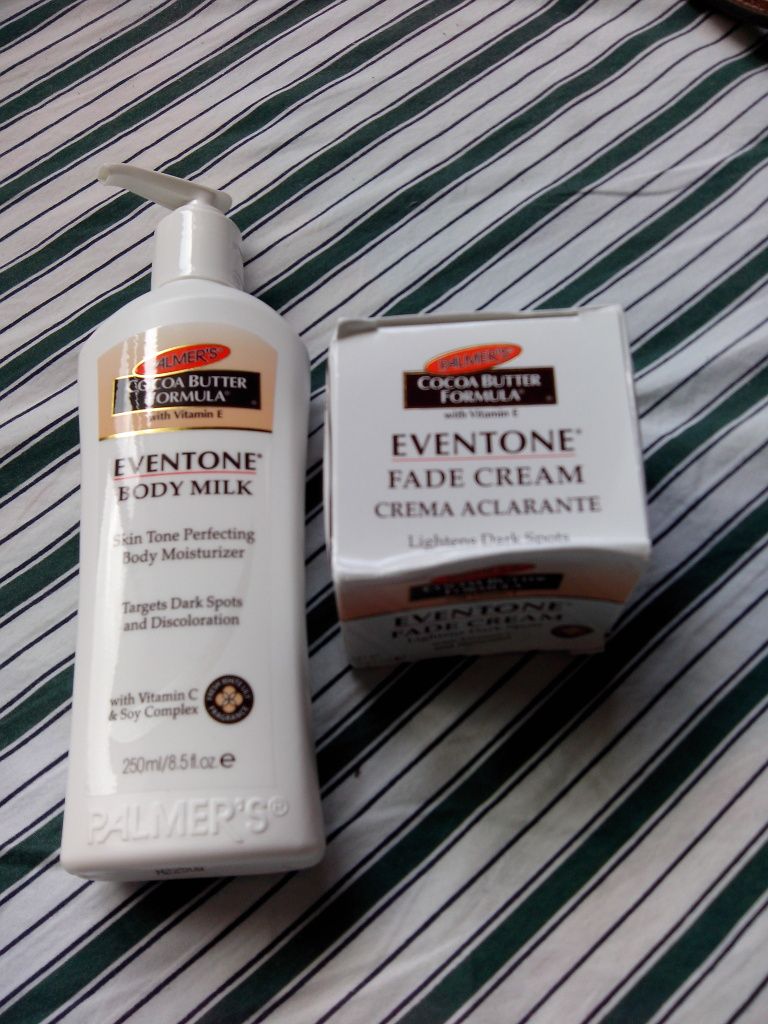 PALMER'S
COCOA BUTTER
FORMULA®
with Vitamin E
EVENTONE®
BODY MILK
Skin Tone Perfecting
Body Moisturizer
Targets Dark Spots
and Discoloration
with Vitamin C
& Soy Complex
250ml/8.5 fl.oz. e
PALMER'S®
PALMER'S®
COCOA BUTTER
FORMULA®
with Vitamin E
EVENTONE®
FADE CREAM
CREMA ACLARANTE
Lightens Dark Spots
EVENTONE®
FADE CREAM